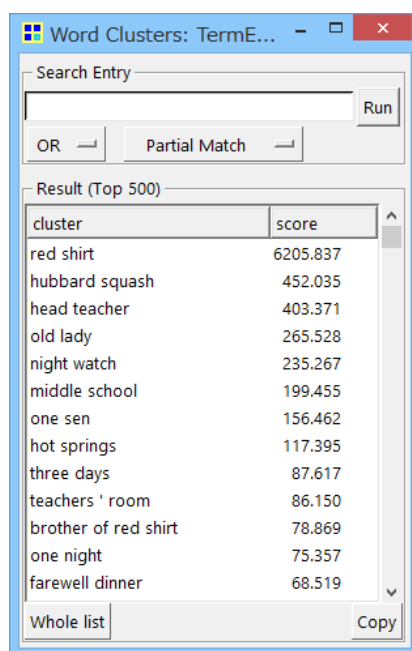 Word Clusters: TermE...
Search Entry
Run
OR Partial Match
Result (Top 500)
cluster score
red shirt 6205.837
hubbard squash 452.035
head teacher 403.371
old lady 265.528
night watch 235.267
middle school 199.455
one sen 156.462
hot springs 117.395
three days 87.617
teachers ' room 86.150
brother of red shirt 78.869
one night 75.357
farewell dinner 68.519
Whole list Copy